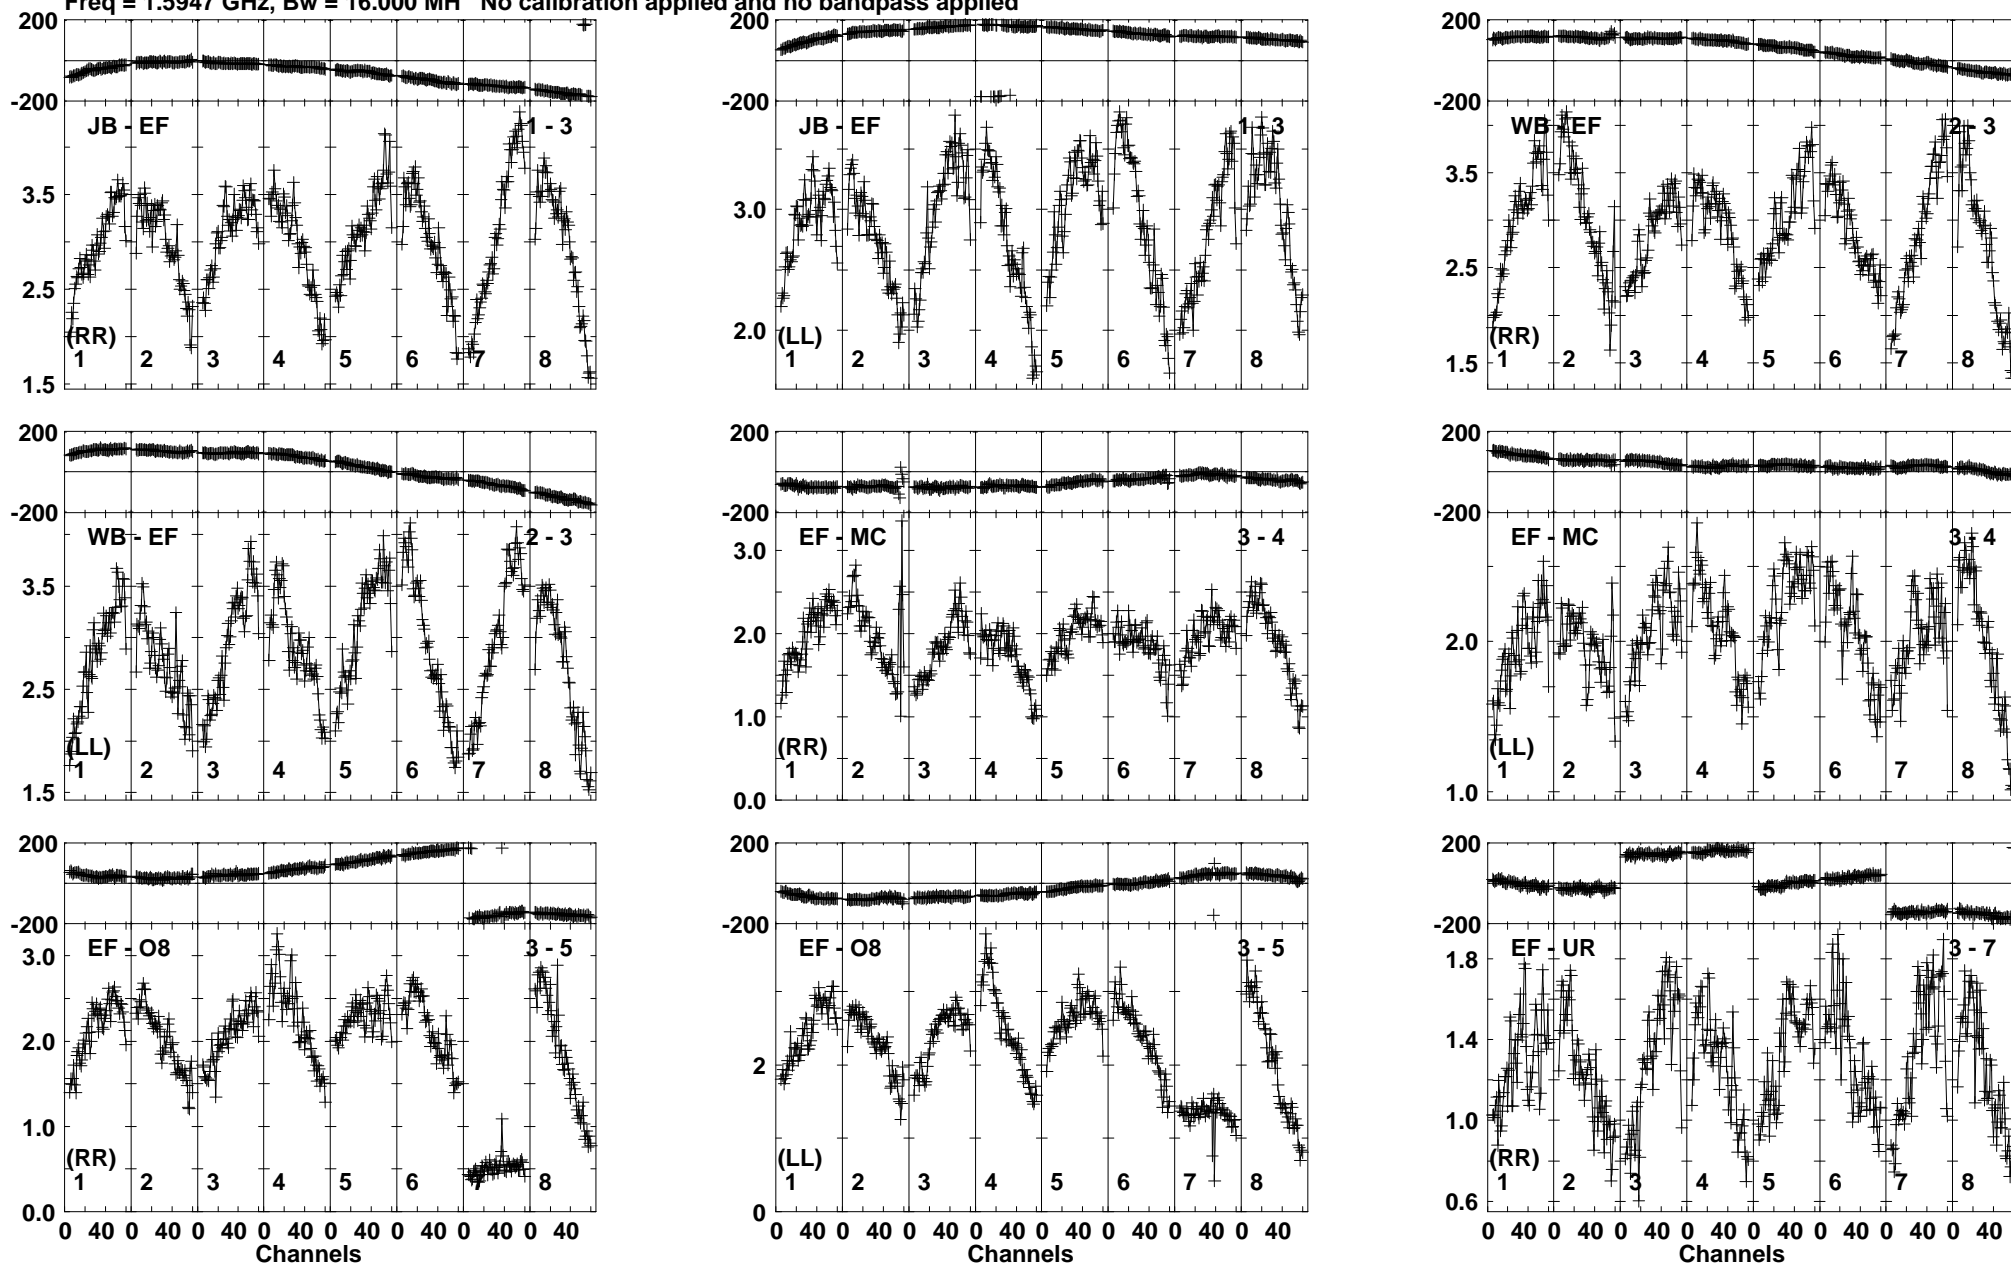 Freq = 1.5947 GHz, Bw = 16.000 MH No calibration applied and no bandpass applied
200
-200
JB - EF
1 - 3
3.5
2.5
1.5
(RR)
1 2 3 4 5 6 7 8
200
-200
JB - EF
1 - 3
3.0
2.0
(LL)
1 2 3 4 5 6 7 8
200
-200
WB - EF
2 - 3
3.5
2.5
1.5
(RR)
1 2 3 4 5 6 7 8
200
-200
WB - EF
2 - 3
3.5
2.5
1.5
(LL)
1 2 3 4 5 6 7 8
200
-200
EF - MC
3 - 4
3.0
2.0
1.0
0.0
(RR)
1 2 3 4 5 6 7 8
200
-200
EF - MC
3 - 4
2.0
1.0
(LL)
1 2 3 4 5 6 7 8
200
-200
EF - O8
3 - 5
3.0
2.0
1.0
0.0
(RR)
1 2 3 4 5 6 7 8
0 40 0 40 0 40 0 40 0 40 0 40 0 40 0 40
Channels
200
-200
EF - O8
3 - 5
2
0
(LL)
1 2 3 4 5 6 7 8
0 40 0 40 0 40 0 40 0 40 0 40 0 40 0 40
200
-200
EF - UR
3 - 7
1.8
1.4
1.0
0.6
(RR)
1 2 3 4 5 6 7 8
0 40 0 40 0 40 0 40 0 40 0 40 0 40 0 40
Channels